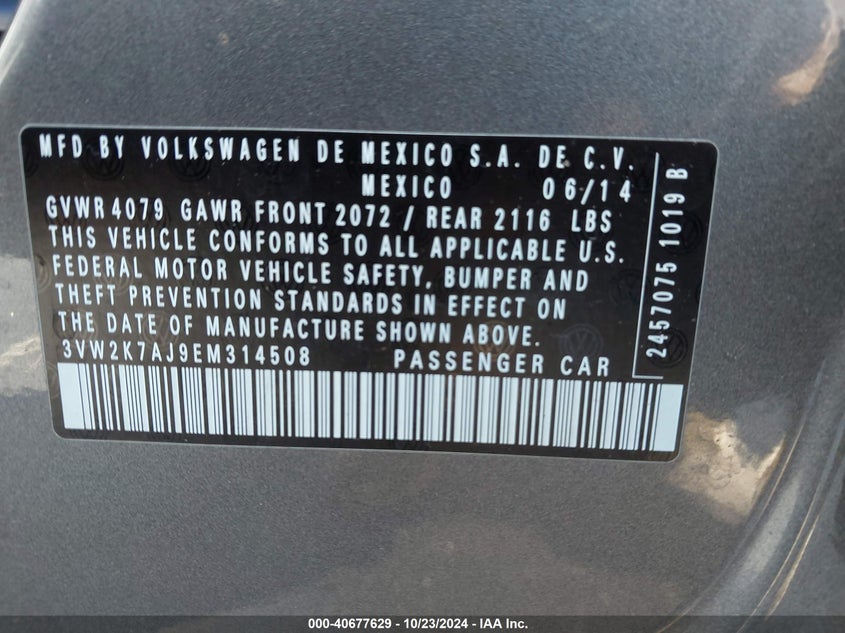 MFD BY VOLKSWAGEN DE MEXICO S.A. DE C.V.
MEXICO 06/14
GVWR 4079 GAWR FRONT 2072 / REAR 2116 LBS
THIS VEHICLE CONFORMS TO ALL APPLICABLE U.S.
FEDERAL MOTOR VEHICLE SAFETY, BUMPER AND
THEFT PREVENTION STANDARDS IN EFFECT ON
THE DATE OF MANUFACTURE SHOWN ABOVE.
3VW2K7AJ9EM314508 PASSENGER CAR
2457075 1019 B
000-40677629 - 10/23/2024 - IAA Inc.